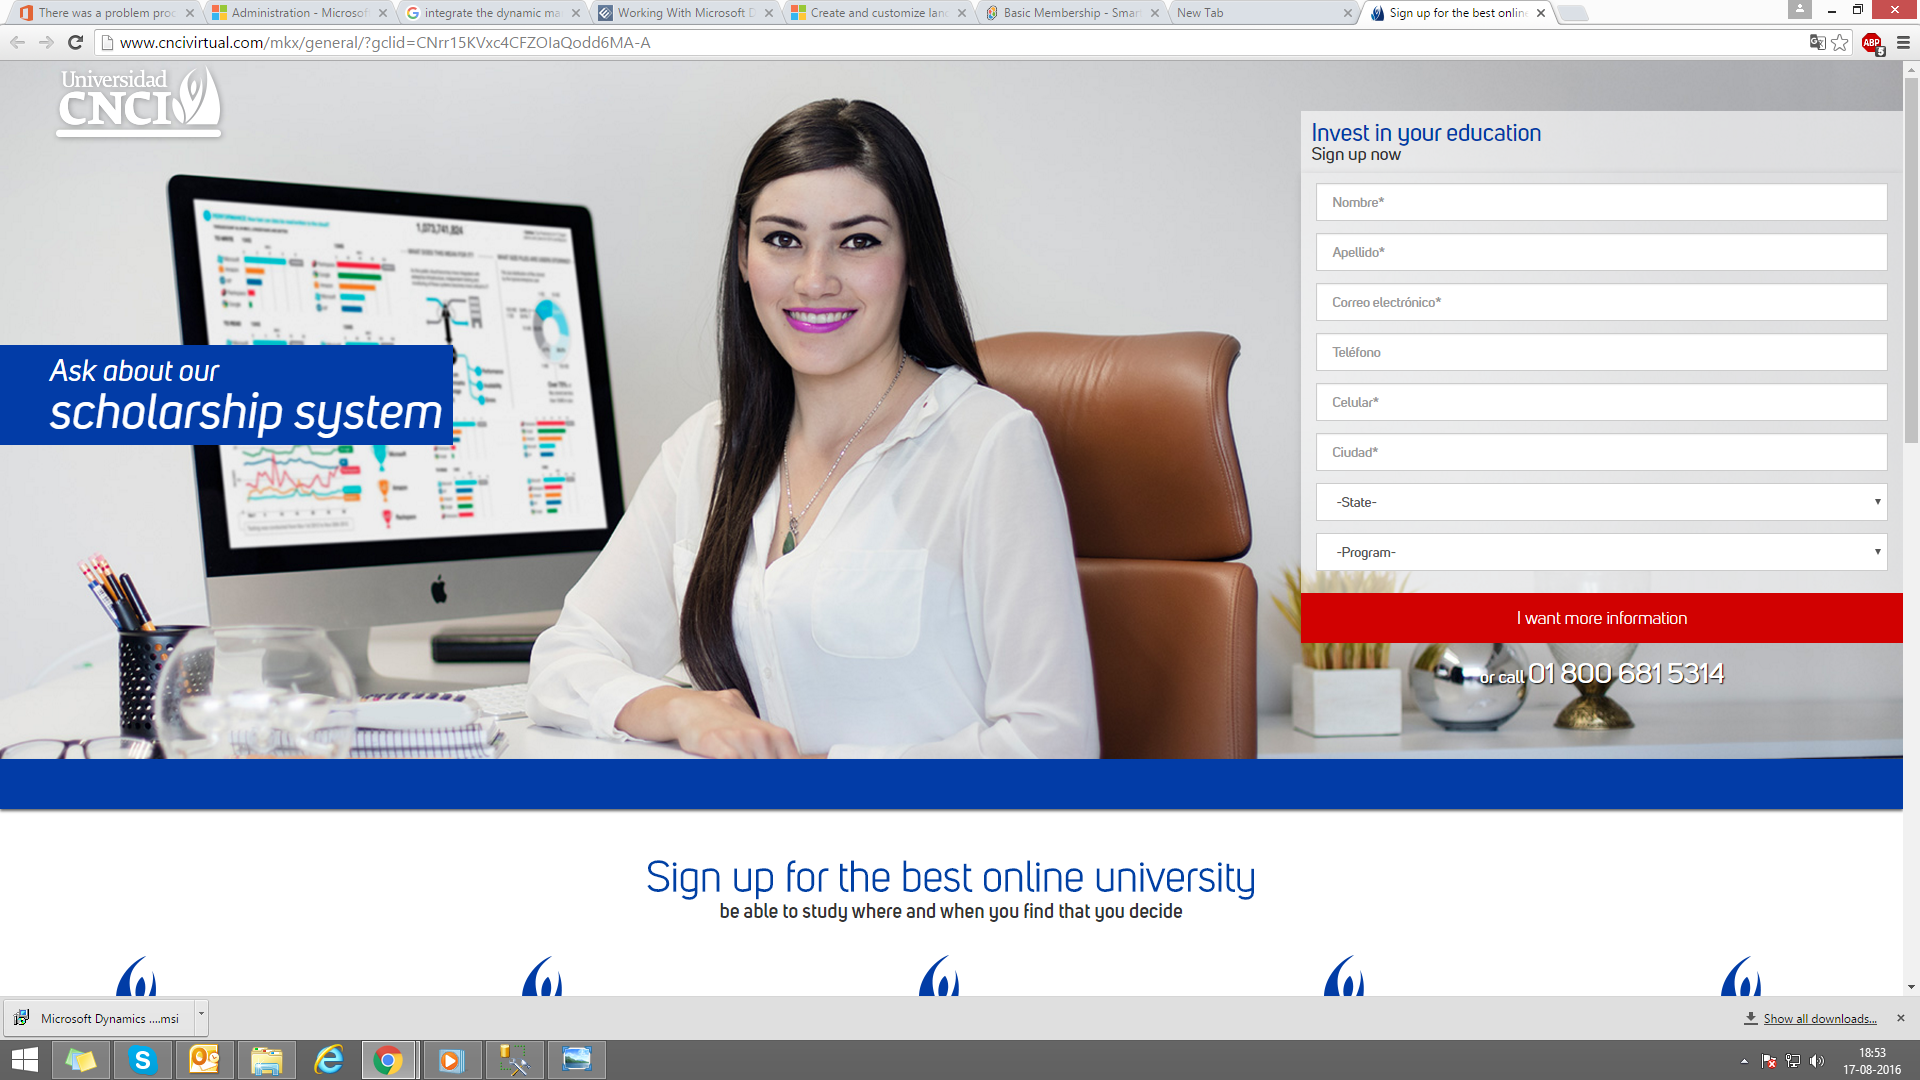 There was a problem proc
Administration - Microsof
integrate the dynamic ma
Working With Microsoft D
Create and customize lan
Basic Membership - Smar
New Tab
Sign up for the best onlin
www.cncivirtual.com/mkx/general/?gclid=CNrr15KVxc4CFZOIaQodd6MA-A
ABP
Universidad
CNCI
1,073,741,824
Ask about our
scholarship system
Invest in your education
Sign up now
Nombre*
Apellido*
Correo electrónico*
Teléfono
Celular*
Ciudad*
-State-
-Program-
I want more information
or call 01 800 681 5314
Sign up for the best online university
be able to study where and when you find that you decide
Microsoft Dynamics ....msi
Show all downloads...
18:53
17-08-2016